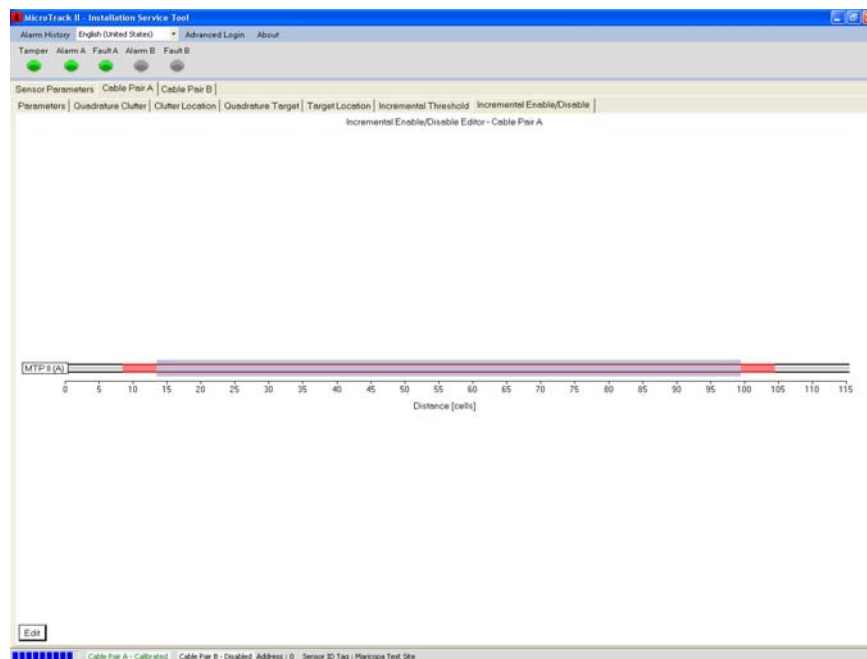 MicroTrack II - Installation Service Tool
Alarm History English (United States) Advanced Login About
Tamper Alarm A Fault A Alarm B Fault B
Sensor Parameters Cable Pair A Cable Pair B
Parameters Quadrature Clutter Clutter Location Quadrature Target Target Location Incremental Threshold Incremental Enable/Disable
Incremental Enable/Disable Editor - Cable Pair A
MTP II (A)
0 5 10 15 20 25 30 35 40 45 50 55 60 65 70 75 80 85 90 95 100 105 110 115
Distance [cells]
Edit
Cable Pair A - Calibrated Cable Pair B - Disabled Address : 0 Sensor ID Tag : Maricopa Test Site